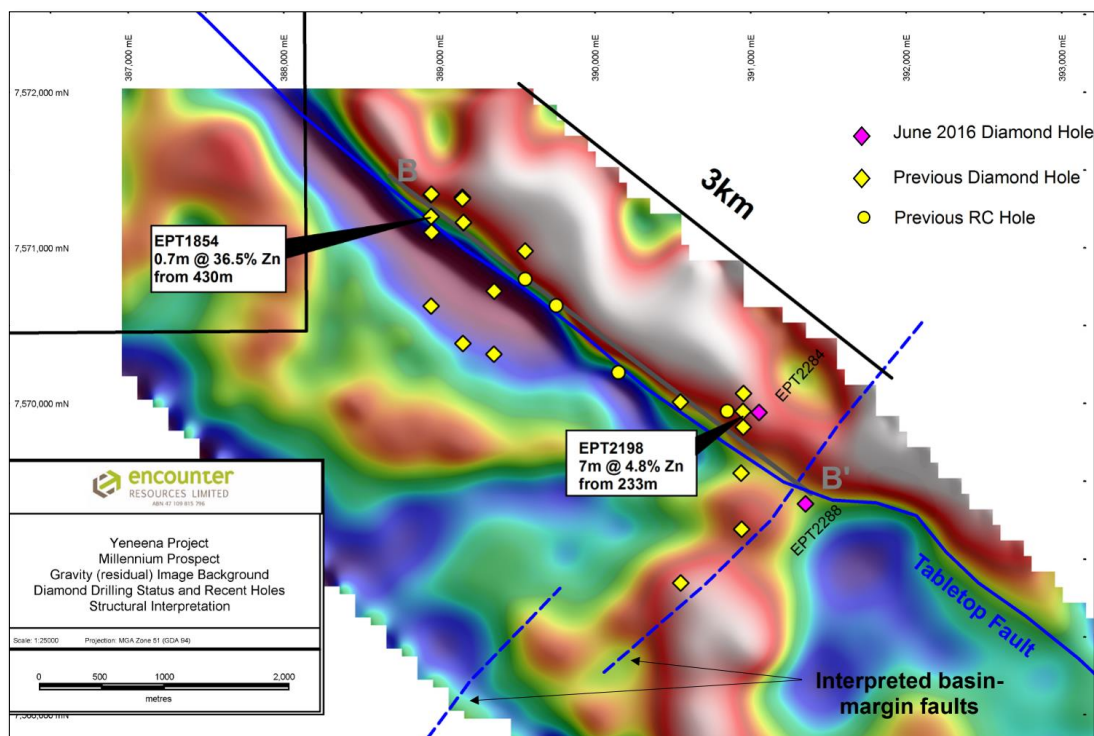 387,000 mE
388,000 mE
389,000 mE
390,000 mE
391,000 mE
392,000 mE
393,000 mE
7,572,000 mN
7,571,000 mN
7,570,000 mN
June 2016 Diamond Hole
Previous Diamond Hole
Previous RC Hole
3km
B
EPT1854
0.7m @ 36.5% Zn
from 430m
EPT2284
EPT2198
7m @ 4.8% Zn
from 233m
B'
EPT2288
Tabletop Fault
Interpreted basin-
margin faults
encounter
RESOURCES LIMITED
ABN 47 109 815 796
Yeneena Project
Millennium Prospect
Gravity (residual) Image Background
Diamond Drilling Status and Recent Holes
Structural Interpretation
Scale: 1:25000
Projection: MGA Zone 51 (GDA 94)
0 500 1000 2,000
metres